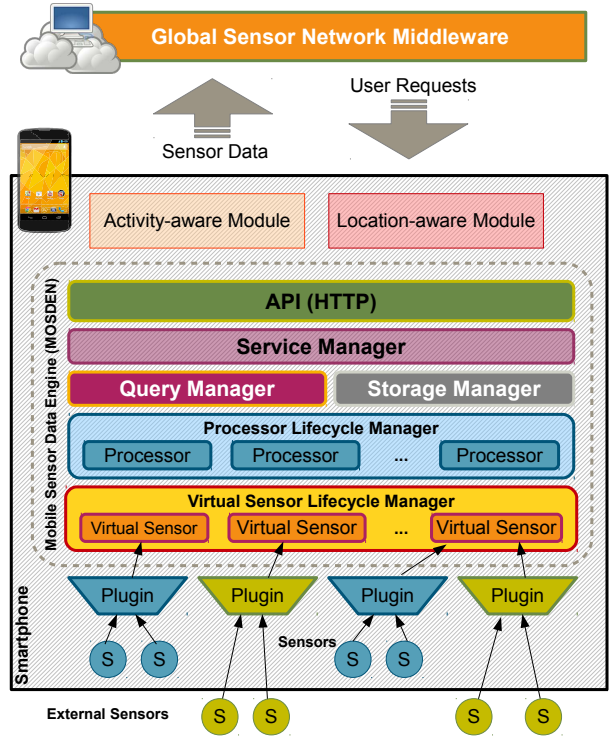 Global Sensor Network Middleware
User Requests
Sensor Data
Activity-aware Module
Location-aware Module
Mobile Sensor Data Engine (MOSDEN)
API (HTTP)
Service Manager
Query Manager
Storage Manager
Processor Lifecycle Manager
Processor
Processor
...
Processor
Virtual Sensor Lifecycle Manager
Virtual Sensor
Virtual Sensor
...
Virtual Sensor
Smartphone
Plugin
Plugin
Plugin
Plugin
Sensors
S
S
S
S
External Sensors
S
S
S
S